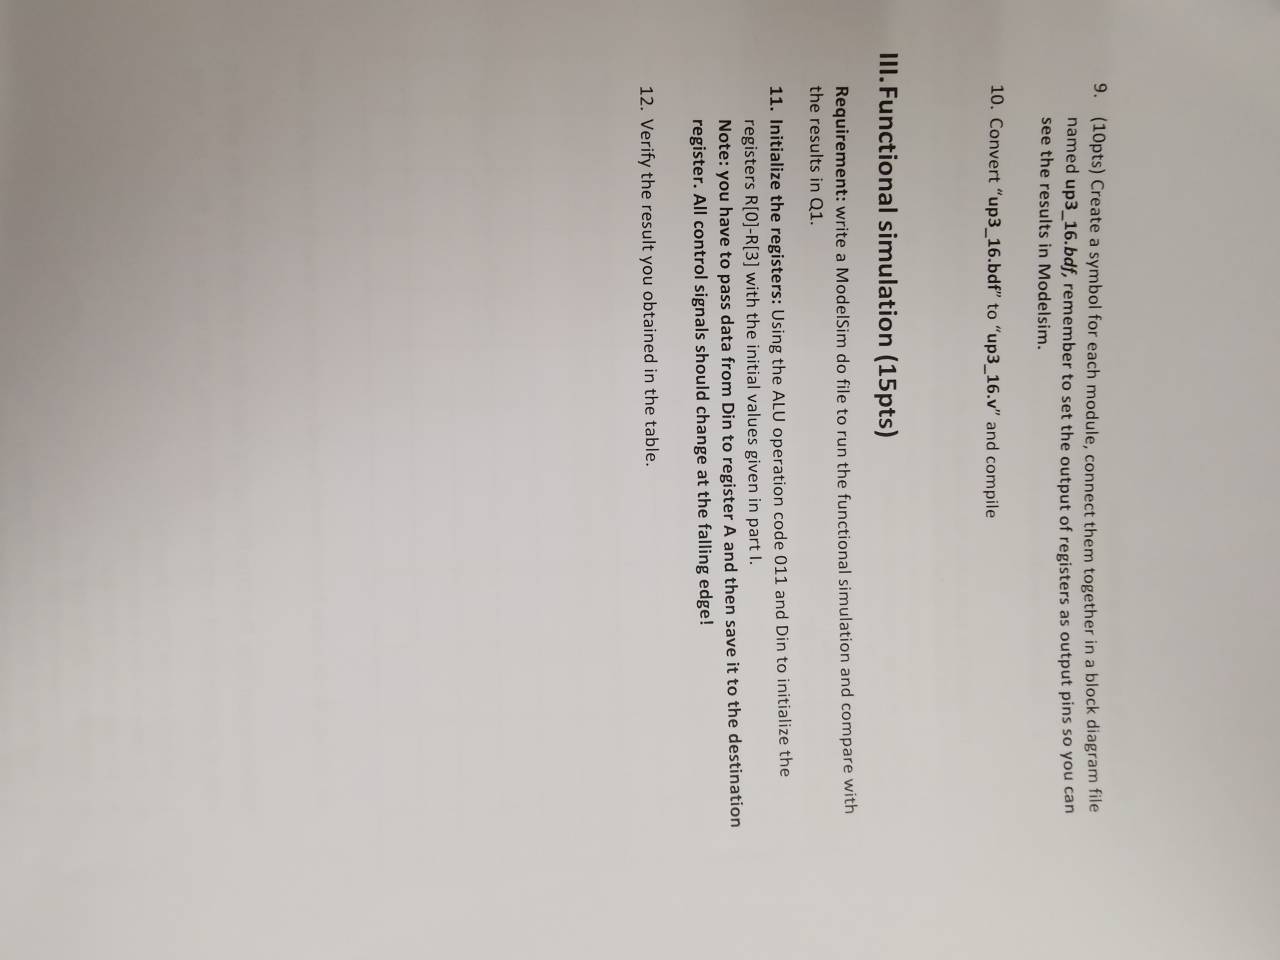 9. (10pts) Create a symbol for each module, connect them together in a block diagram file
named up3_16.bdf, remember to set the output of registers as output pins so you can
see the results in Modelsim.
10. Convert “up3_16.bdf” to “up3_16.v” and compile
III. Functional simulation (15pts)
Requirement: write a ModelSim do file to run the functional simulation and compare with
the results in Q1.
11. Initialize the registers: Using the ALU operation code 011 and Din to initialize the
registers R[0]-R[3] with the initial values given in part I.
Note: you have to pass data from Din to register A and then save it to the destination
register. All control signals should change at the falling edge!
12. Verify the result you obtained in the table.